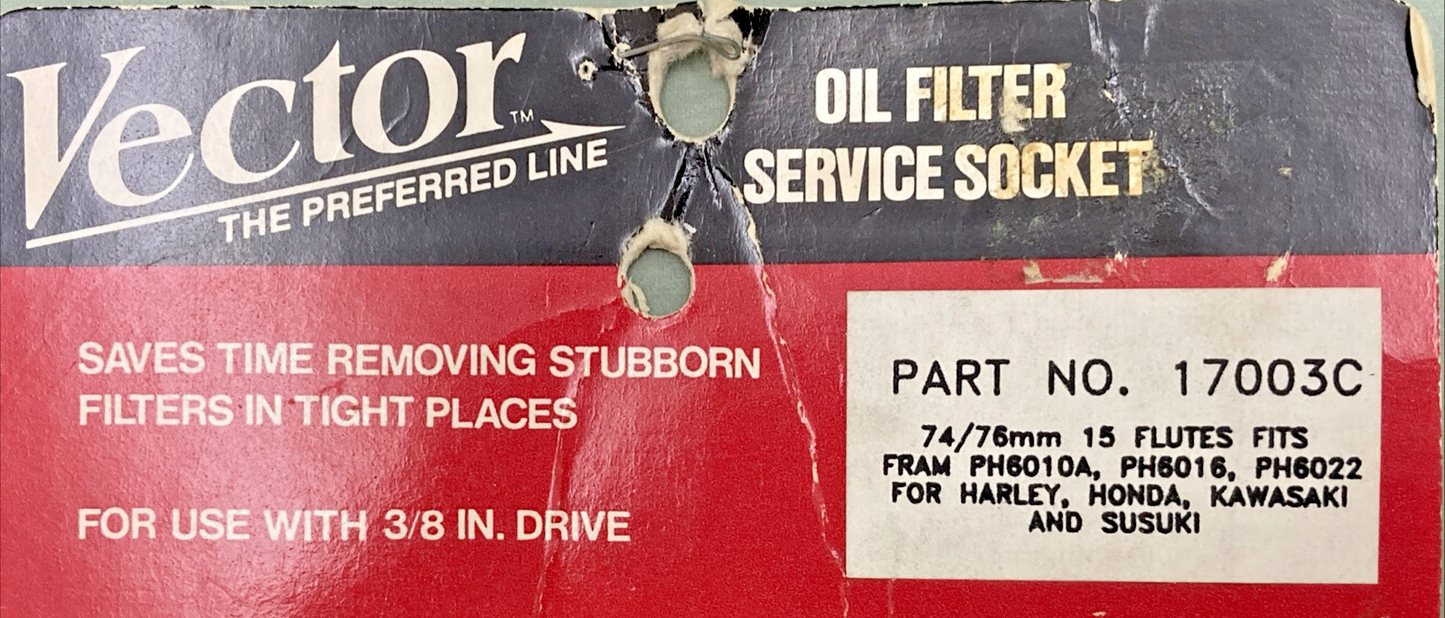 Vector™
THE PREFERRED LINE
OIL FILTER
SERVICE SOCKET
SAVES TIME REMOVING STUBBORN
FILTERS IN TIGHT PLACES
FOR USE WITH 3/8 IN. DRIVE
PART NO. 17003C
74/76mm 15 FLUTES FITS
FRAM PH6010A, PH6016, PH6022
FOR HARLEY, HONDA, KAWASAKI
AND SUSUKI